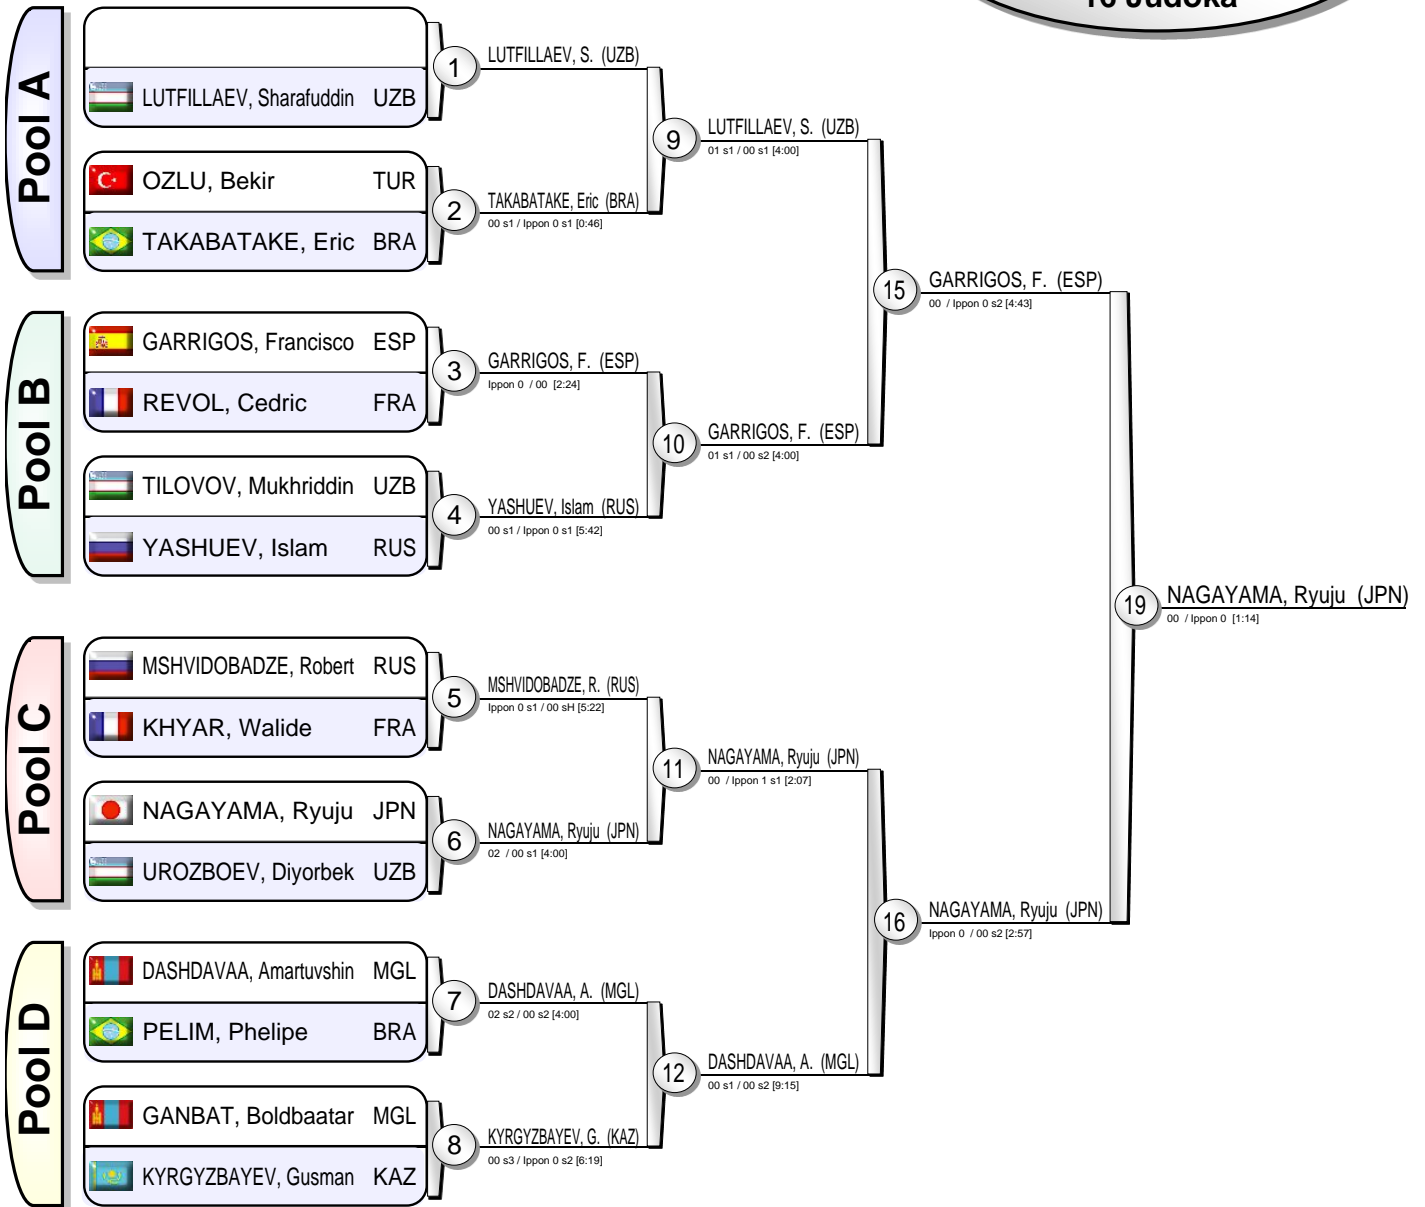 16 Judoka
Pool A
LUTFILLAEV, Sharafuddin UZB
OZLU, Bekir TUR
TAKABATAKE, Eric BRA
Pool B
GARRIGOS, Francisco ESP
REVOL, Cedric FRA
TILOVOV, Mukhriddin UZB
YASHUEV, Islam RUS
Pool C
MSHVIDOBADZE, Robert RUS
KHYAR, Walide FRA
NAGAYAMA, Ryuju JPN
UROZBOEV, Diyorbek UZB
Pool D
DASHDAVAA, Amartuvshin MGL
PELIM, Phelipe BRA
GANBAT, Boldbaatar MGL
KYRGYZBAYEV, Gusman KAZ
1
LUTFILLAEV, S. (UZB)
2
TAKABATAKE, Eric (BRA)
00 s1 / Ippon 0 s1 [0:46]
3
GARRIGOS, F. (ESP)
Ippon 0 / 00 [2:24]
4
YASHUEV, Islam (RUS)
00 s1 / Ippon 0 s1 [5:42]
5
MSHVIDOBADZE, R. (RUS)
Ippon 0 s1 / 00 sH [5:22]
6
NAGAYAMA, Ryuju (JPN)
02 / 00 s1 [4:00]
7
DASHDAVAA, A. (MGL)
02 s2 / 00 s2 [4:00]
8
KYRGYZBAYEV, G. (KAZ)
00 s3 / Ippon 0 s2 [6:19]
9
LUTFILLAEV, S. (UZB)
01 s1 / 00 s1 [4:00]
10
GARRIGOS, F. (ESP)
01 s1 / 00 s2 [4:00]
11
NAGAYAMA, Ryuju (JPN)
00 / Ippon 1 s1 [2:07]
12
DASHDAVAA, A. (MGL)
00 s1 / 00 s2 [9:15]
15
GARRIGOS, F. (ESP)
00 / Ippon 0 s2 [4:43]
16
NAGAYAMA, Ryuju (JPN)
Ippon 0 / 00 s2 [2:57]
19
NAGAYAMA, Ryuju (JPN)
00 / Ippon 0 [1:14]